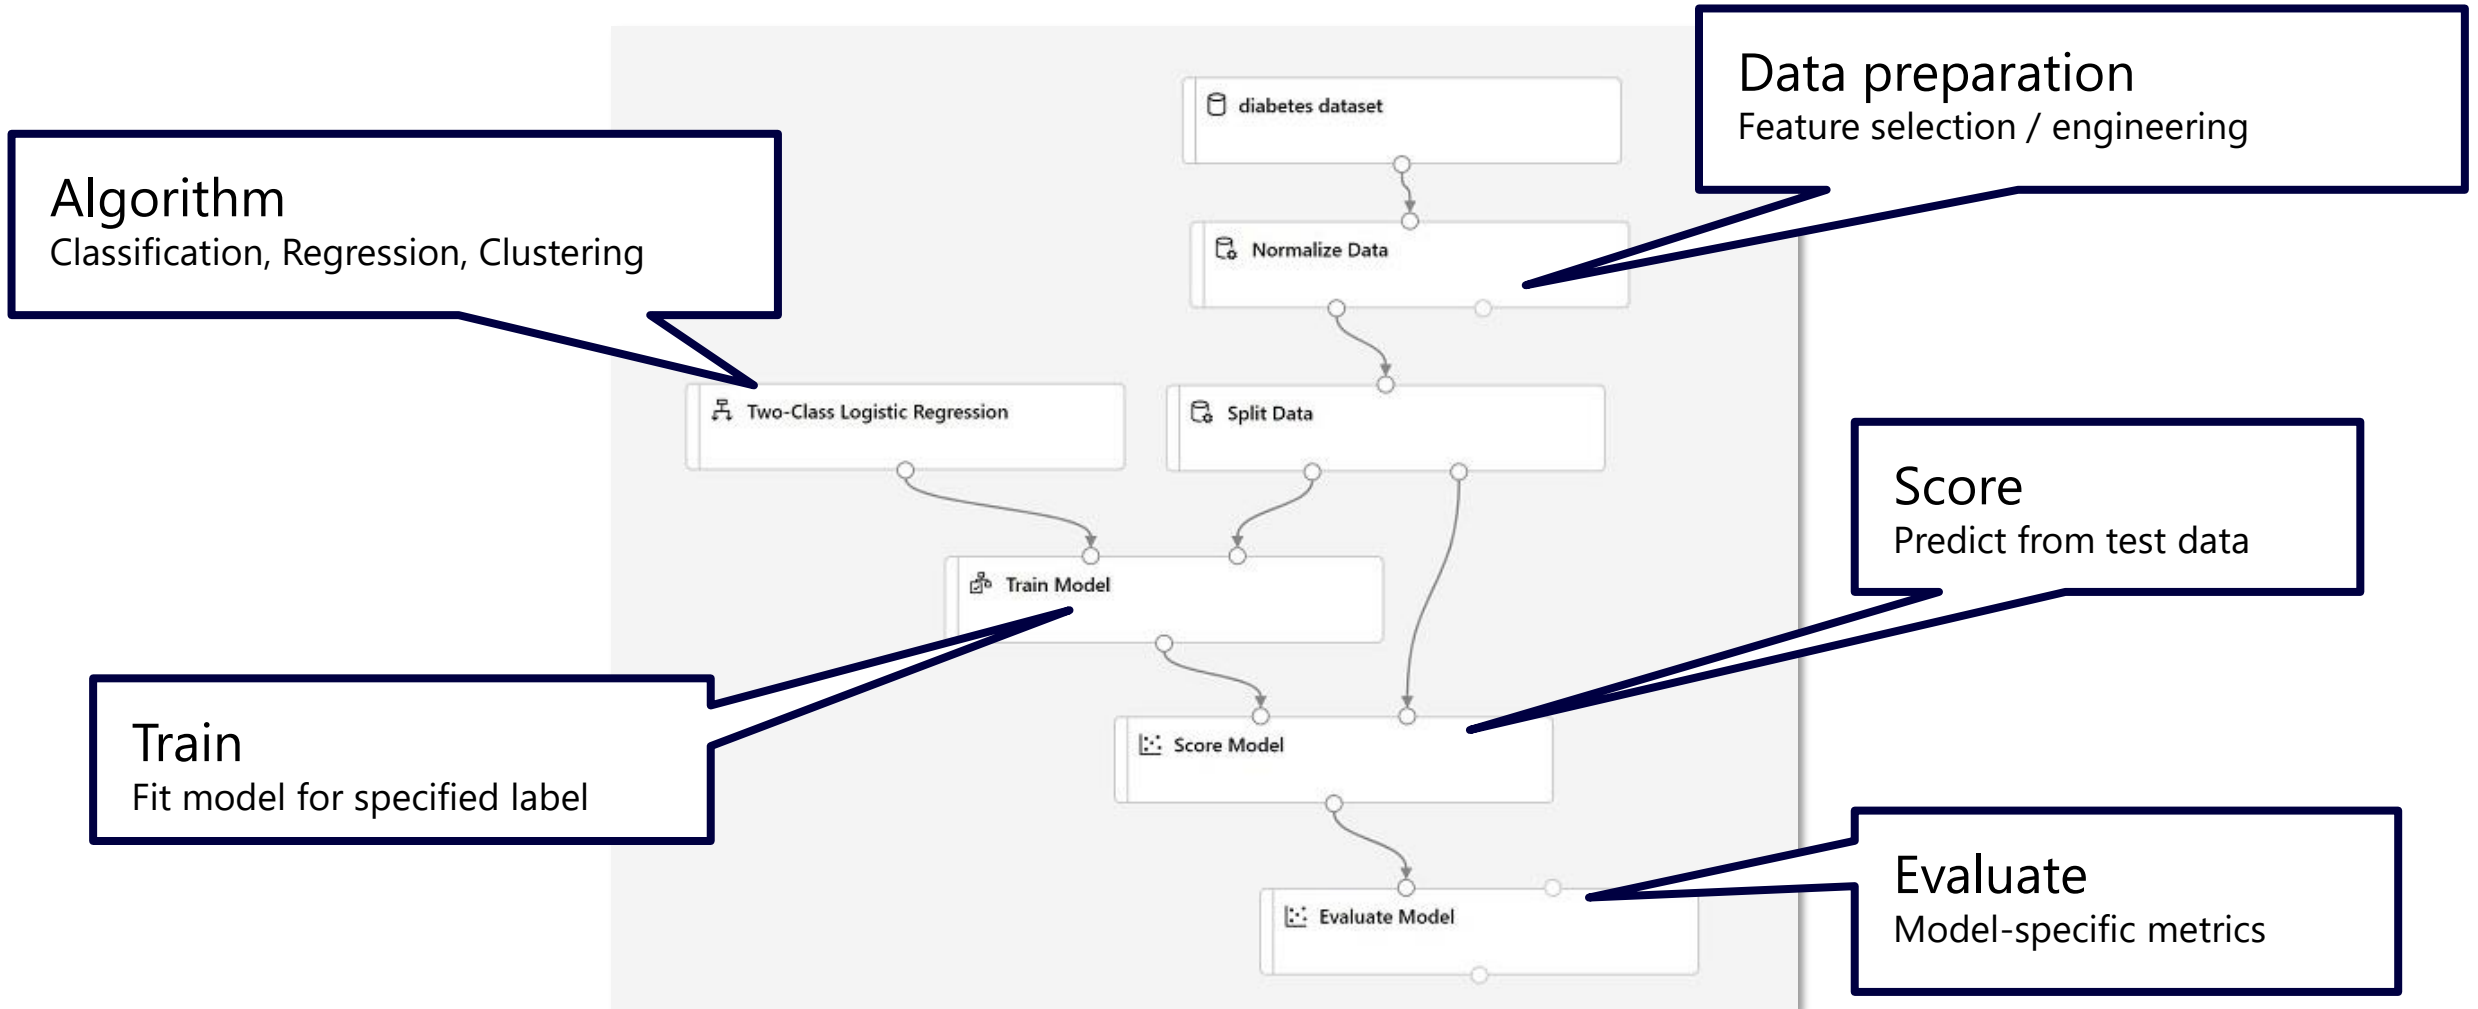 Data preparation
Feature selection / engineering
diabetes dataset
Algorithm
Classification, Regression, Clustering
Normalize Data
Two-Class Logistic Regression
Split Data
Score
Predict from test data
Train Model
Train
Fit model for specified label
Score Model
Evaluate
Model-specific metrics
Evaluate Model